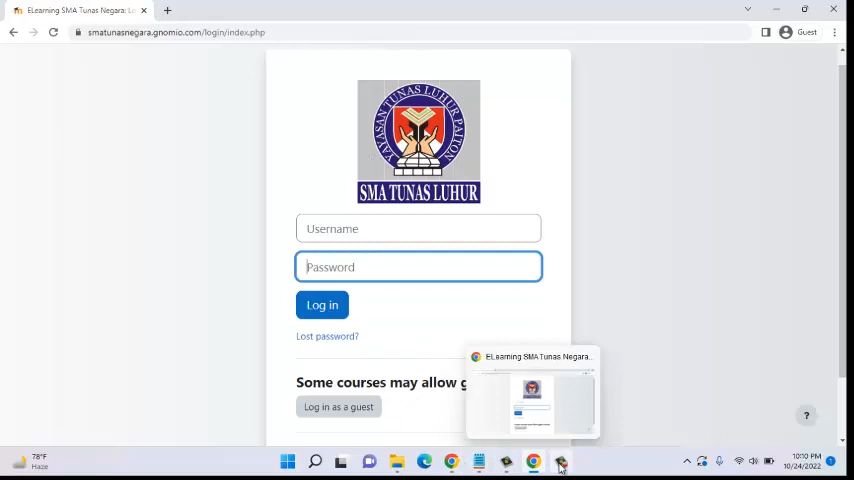 ELearning SMA Tunas Negara: Lo
smatunasnegara.gnomio.com/login/index.php
Guest
YAYASAN TUNAS LUHUR PAITON
SMA TUNAS LUHUR
Username
Password
Log in
Lost password?
ELearning SMA Tunas Negara...
Some courses may allow g
Log in as a guest
?
78°F
Haze
10:10 PM
10/24/2022
1